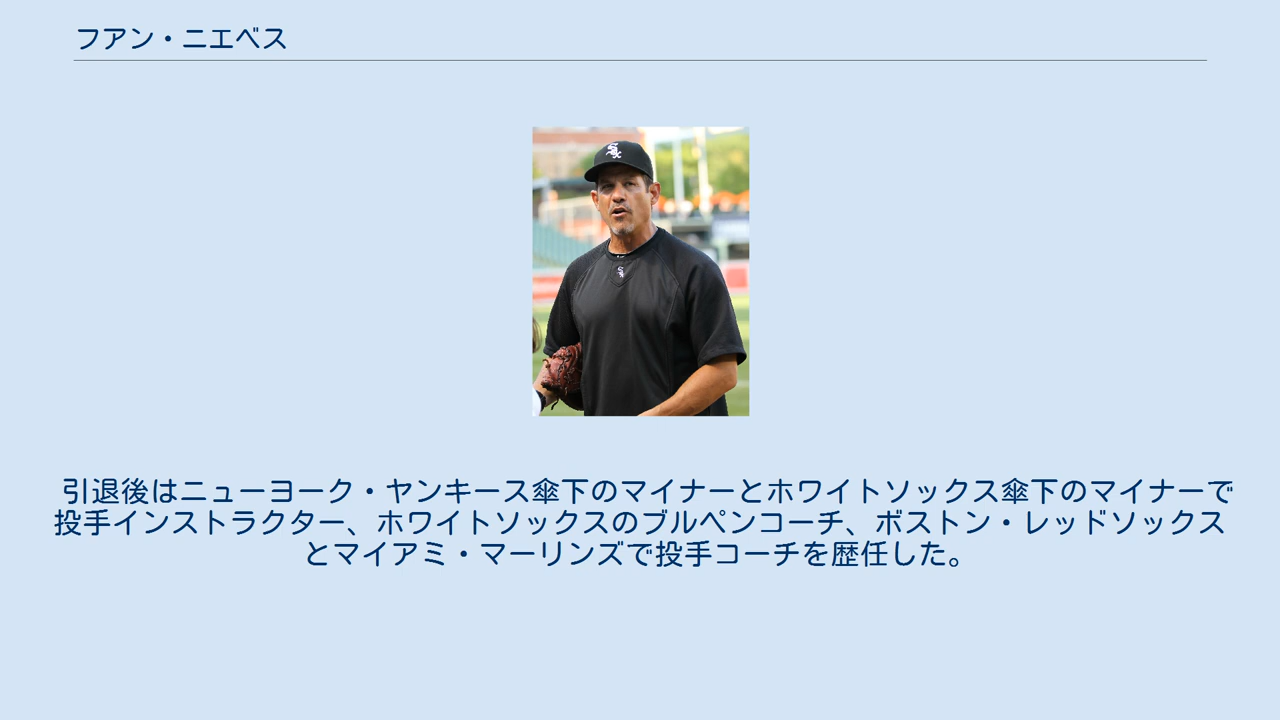 フアン・ニエベス
Sox
引退後はニューヨーク・ヤンキース傘下のマイナーとホワイトソックス傘下のマイナーで
投手インストラクター、ホワイトソックスのブルペンコーチ、ボストン・レッドソックス
とマイアミ・マーリンズで投手コーチを歴任した。